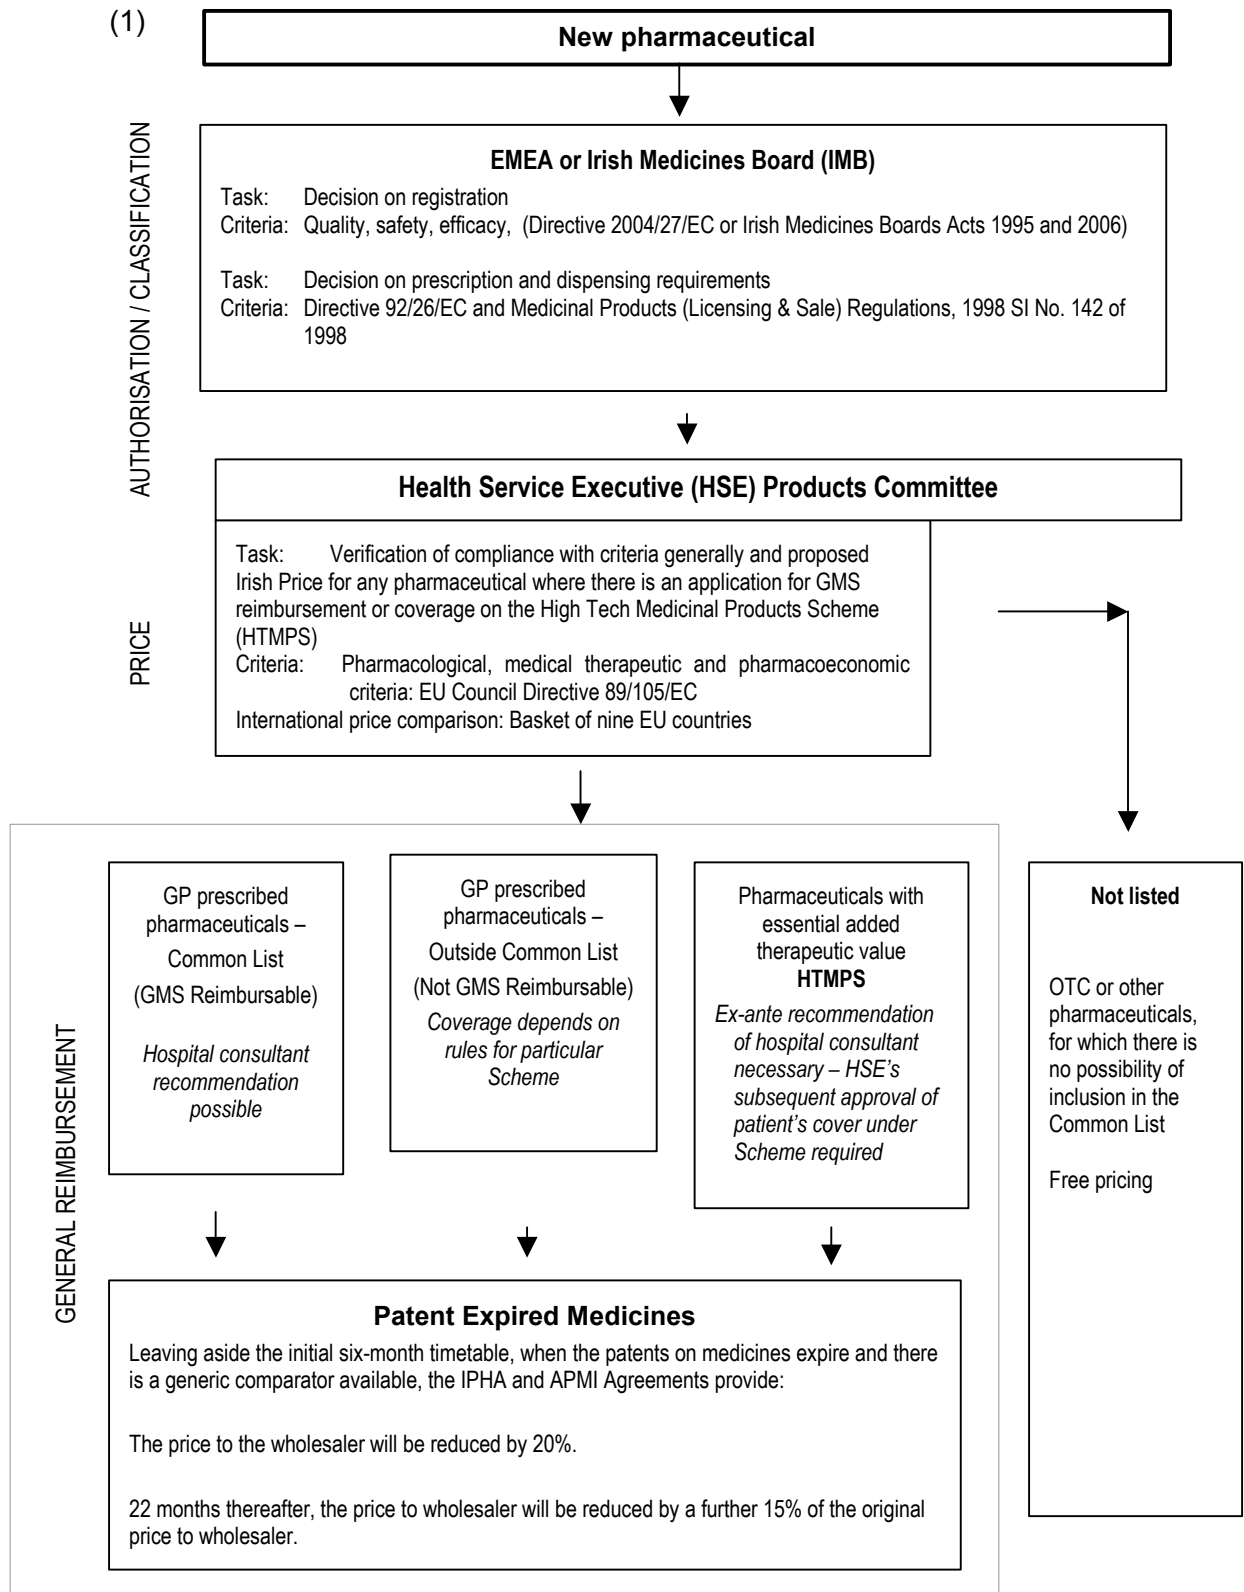 (1)
New pharmaceutical
AUTHORISATION / CLASSIFICATION
EMEA or Irish Medicines Board (IMB)
Task: Decision on registration
Criteria: Quality, safety, efficacy, (Directive 2004/27/EC or Irish Medicines Boards Acts 1995 and 2006)
Task: Decision on prescription and dispensing requirements
Criteria: Directive 92/26/EC and Medicinal Products (Licensing & Sale) Regulations, 1998 SI No. 142 of
1998
PRICE
Health Service Executive (HSE) Products Committee
Task: Verification of compliance with criteria generally and proposed
Irish Price for any pharmaceutical where there is an application for GMS
reimbursement or coverage on the High Tech Medicinal Products Scheme
(HTMPS)
Criteria: Pharmacological, medical therapeutic and pharmacoeconomic
criteria: EU Council Directive 89/105/EC
International price comparison: Basket of nine EU countries
GENERAL REIMBURSEMENT
GP prescribed
pharmaceuticals –
Common List
(GMS Reimbursable)
Hospital consultant
recommendation
possible
GP prescribed
pharmaceuticals –
Outside Common List
(Not GMS Reimbursable)
Coverage depends on
rules for particular
Scheme
Pharmaceuticals with
essential added
therapeutic value
HTMPS
Ex-ante recommendation
of hospital consultant
necessary – HSE's
subsequent approval of
patient's cover under
Scheme required
Not listed
OTC or other
pharmaceuticals,
for which there is
no possibility of
inclusion in the
Common List
Free pricing
Patent Expired Medicines
Leaving aside the initial six-month timetable, when the patents on medicines expire and there
is a generic comparator available, the IPHA and APMI Agreements provide:
The price to the wholesaler will be reduced by 20%.
22 months thereafter, the price to wholesaler will be reduced by a further 15% of the original
price to wholesaler.